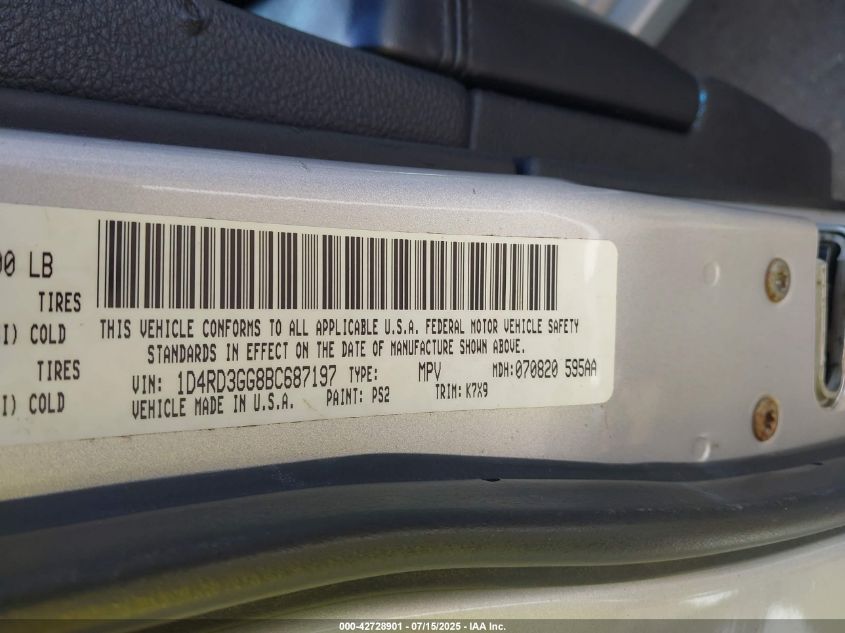 00 LB
TIRES
I) COLD
TIRES
I) COLD
THIS VEHICLE CONFORMS TO ALL APPLICABLE U.S.A. FEDERAL MOTOR VEHICLE SAFETY
STANDARDS IN EFFECT ON THE DATE OF MANUFACTURE SHOWN ABOVE.
VIN: 1D4RD3GG8BC687197 TYPE: MPV MDH:070820 595AA
VEHICLE MADE IN U.S.A. PAINT: PS2 TRIM: K7X9
000-42728901 - 07/15/2025 - IAA Inc.